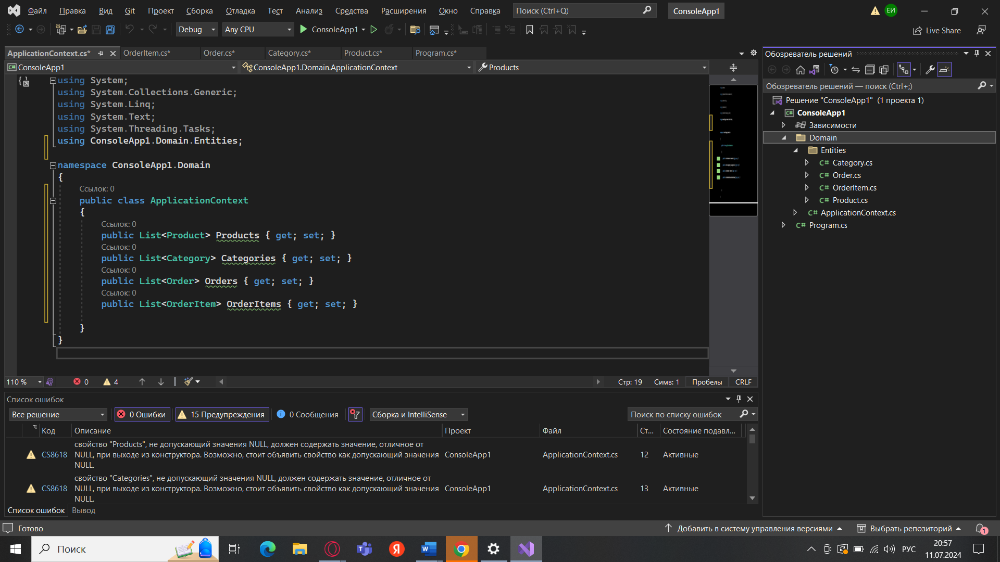 Файл Правка Вид Git Проект Сборка Отладка Тест Анализ Средства Расширения Окно Справка Поиск (Ctrl+Q) ConsoleApp1 ЕИ
Debug Any CPU ConsoleApp1 Live Share
ApplicationContext.cs* OrderItem.cs* Order.cs* Category.cs* Product.cs* Program.cs*
ConsoleApp1 ConsoleApp1.Domain.ApplicationContext Products
using System;
using System.Collections.Generic;
using System.Linq;
using System.Text;
using System.Threading.Tasks;
using ConsoleApp1.Domain.Entities;
namespace ConsoleApp1.Domain
{
Ссылок: 0
public class ApplicationContext
{
Ссылок: 0
public List<Product> Products { get; set; }
Ссылок: 0
public List<Category> Categories { get; set; }
Ссылок: 0
public List<Order> Orders { get; set; }
Ссылок: 0
public List<OrderItem> OrderItems { get; set; }
}
}
110 % 0 4 Стр: 19 Симв: 1 Пробелы CRLF
Обозреватель решений
Обозреватель решений — поиск (Ctrl+;)
Решение "ConsoleApp1" (1 проекта 1)
ConsoleApp1
Зависимости
Domain
Entities
C# Category.cs
C# Order.cs
C# OrderItem.cs
C# Product.cs
C# ApplicationContext.cs
C# Program.cs
Список ошибок
Все решение 0 Ошибки 15 Предупреждения 0 Сообщения Сборка и IntelliSense Поиск по списку ошибок
Код Описание Проект Файл Ст... Состояние подавл...
CS8618 свойство "Products", не допускающий значения NULL, должен содержать значение, отличное от
NULL, при выходе из конструктора. Возможно, стоит объявить свойство как допускающий значения
NULL. ConsoleApp1 ApplicationContext.cs 12 Активные
CS8618 свойство "Categories", не допускающий значения NULL, должен содержать значение, отличное от
NULL, при выходе из конструктора. Возможно, стоит объявить свойство как допускающий значения
NULL. ConsoleApp1 ApplicationContext.cs 13 Активные
Список ошибок Вывод
Готово Добавить в систему управления версиями Выбрать репозиторий 1
Поиск РУС 20:57
11.07.2024